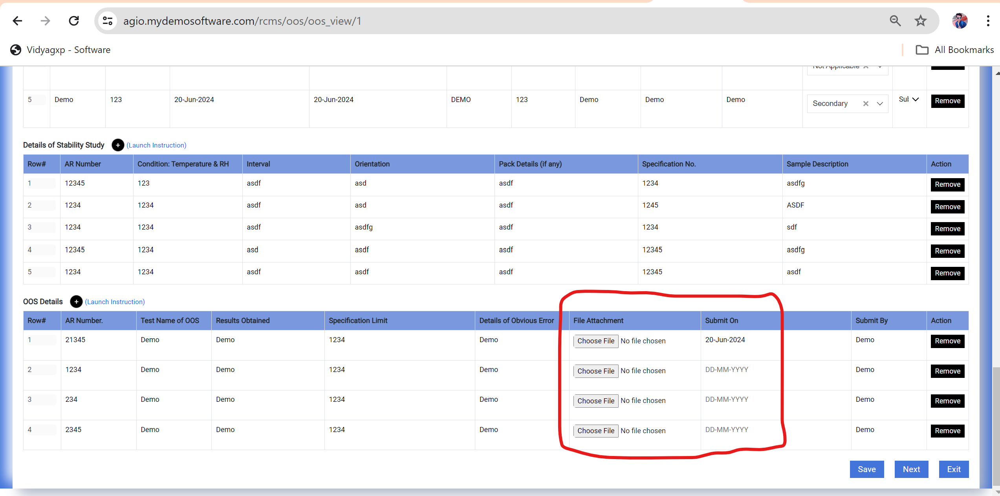 agio.mydemosoftware.com/rcms/oos/oos_view/1
Vidyagxp - Software
All Bookmarks
Not Applicable
5 Demo 123 20-Jun-2024 20-Jun-2024 DEMO 123 Demo Demo Demo Secondary Remove
Details of Stability Study + (Launch Instruction)
Row# AR Number Condition: Temperature & RH Interval Orientation Pack Details (if any) Specification No. Sample Description Action
1 12345 123 asdf asd asdf 1234 asdfg Remove
2 1234 1234 asdf asd asdf 1245 ASDF Remove
3 1234 1234 asdf asdfg asdf 1234 sdf Remove
4 12345 1234 asd asdf asdf 12345 asdfg Remove
5 1234 1234 asdf asdf asdf 12345 asdf Remove
OOS Details + (Launch Instruction)
Row# AR Number. Test Name of OOS Results Obtained Specification Limit Details of Obvious Error File Attachment Submit On Submit By Action
1 21345 Demo Demo 1234 Demo Choose File No file chosen 20-Jun-2024 Demo Remove
2 1234 Demo Demo 1234 Demo Choose File No file chosen DD-MM-YYYY Demo Remove
3 234 Demo Demo 1234 Demo Choose File No file chosen DD-MM-YYYY Demo Remove
4 2345 Demo Demo 1234 Demo Choose File No file chosen DD-MM-YYYY Demo Remove
Save Next Exit